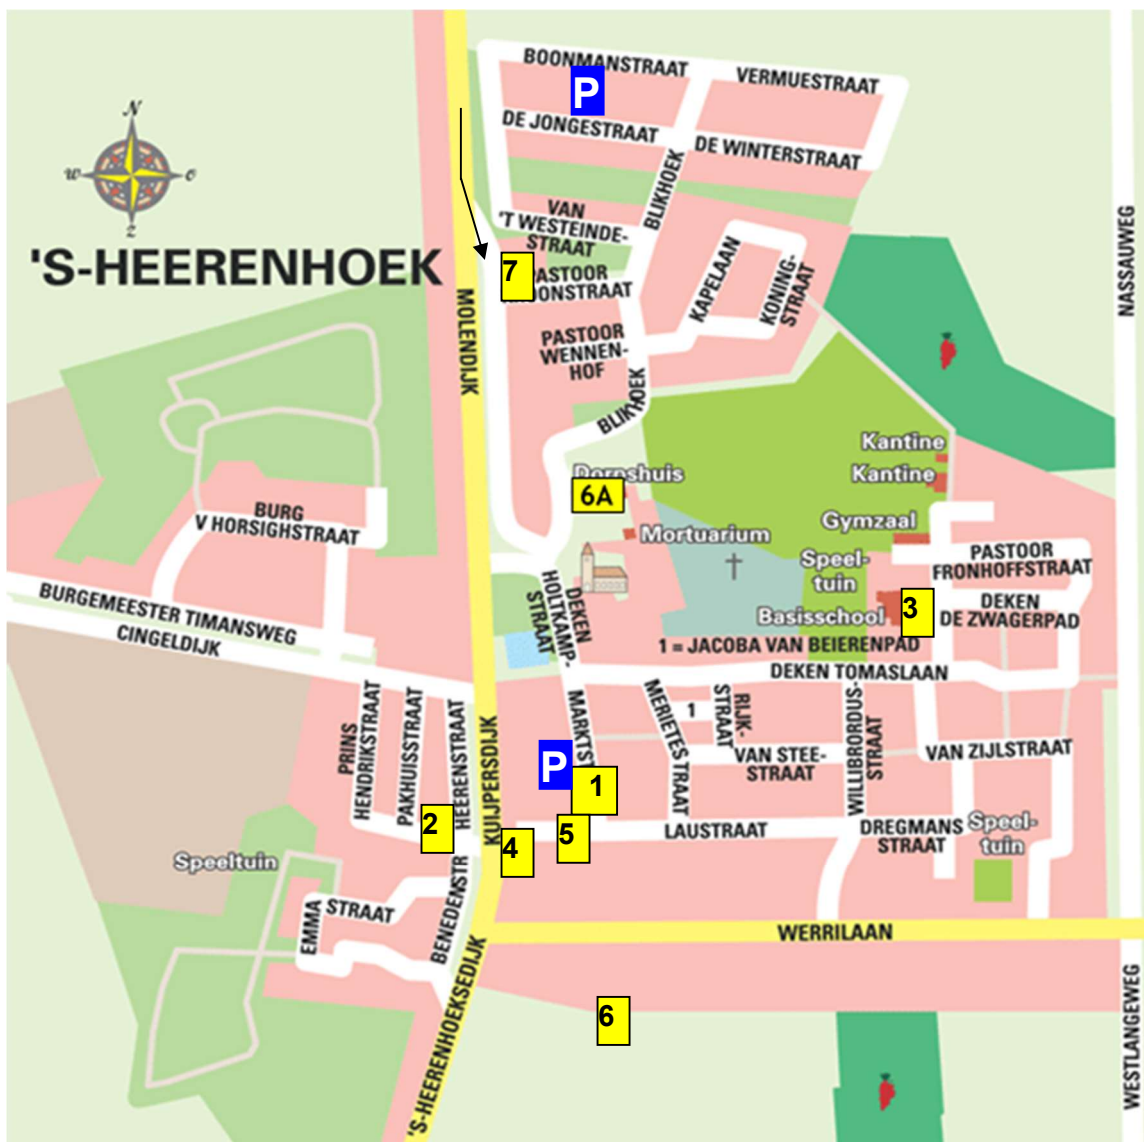 BOONMANSTRAAT
VERMUESTRAAT
P
DE JONGESTRAAT
DE WINTERSTRAAT
N
W
O
Z
'S-HEERENHOEK
BLIKHOEK
VAN
'T WESTEINDE-
STRAAT
7
PASTOOR
OONSTRAAT
KAPELAAN
KONING-
STRAAT
NASSAUWEG
MOLENDIJK
PASTOOR
WENNEN-
HOF
BLIKHOEK
Kantine
Kantine
Dorpshuis
6A
Mortuarium
Gymzaal
BURG
V HORSIGHSTRAAT
Speel-
tuin
PASTOOR
FRONHOFFSTRAAT
DEKEN
HOLTKAMP-
STRAAT
Basisschool
3
DEKEN
DE ZWAGERPAD
BURGEMEESTER TIMANSWEG
CINGELDIJK
1 = JACOBA VAN BEIERENPAD
DEKEN TOMASLAAN
PRINS
HENDRIKSTRAAT
PAKHUISSTRAAT
HEERENSTRAAT
KUIJPERSDIJK
MARKTST
MERIETESTRAAT
1
RIJK-
STRAAT
VAN STEE-
STRAAT
WILLIBRORDUS-
STRAAT
VAN ZIJLSTRAAT
P
1
2
4
5
LAUSTRAAT
DREGMANS
STRAAT
Speel-
tuin
Speeltuin
EMMA
STRAAT
BENEDENSTR
WERRILAAN
'S-HEERENHOEKSEDIJK
6
WESTLANGEWEG